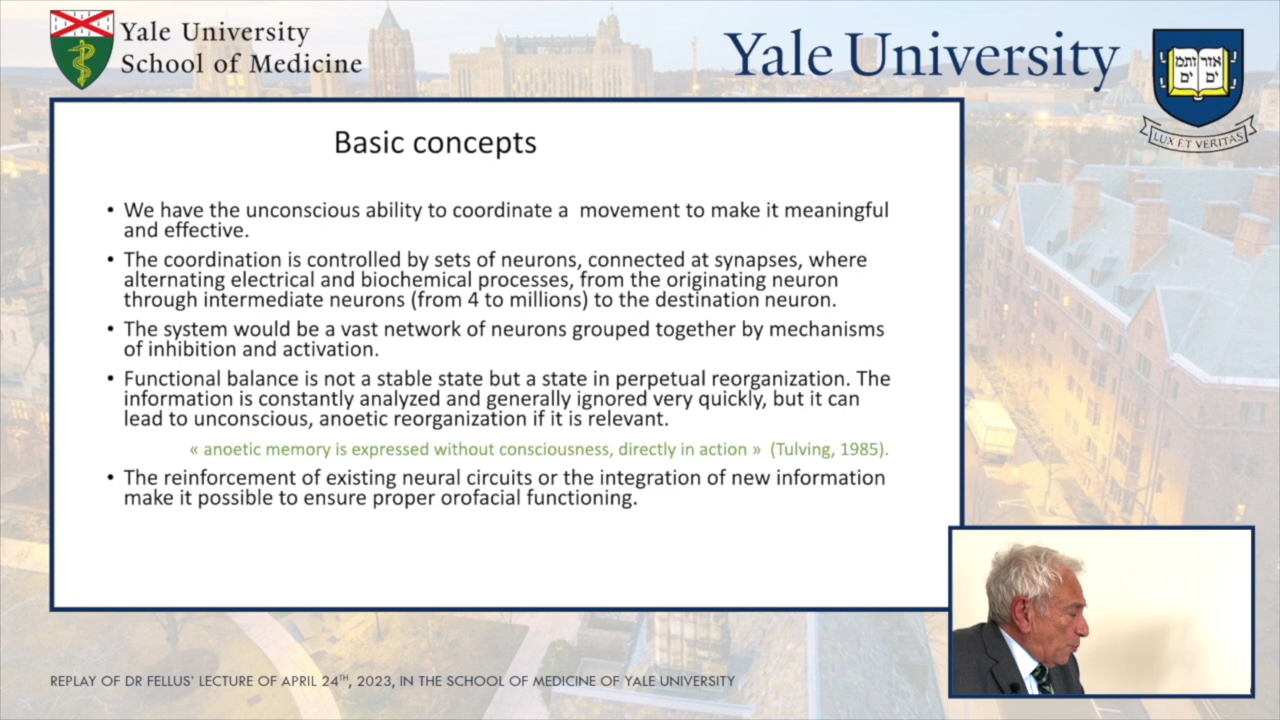 Yale University
School of Medicine
Yale University
אור ותמ
ים ים
LUX ET VERITAS
Basic concepts
• We have the unconscious ability to coordinate a movement to make it meaningful
and effective.
• The coordination is controlled by sets of neurons, connected at synapses, where
alternating electrical and biochemical processes, from the originating neuron
through intermediate neurons (from 4 to millions) to the destination neuron.
• The system would be a vast network of neurons grouped together by mechanisms
of inhibition and activation.
• Functional balance is not a stable state but a state in perpetual reorganization. The
information is constantly analyzed and generally ignored very quickly, but it can
lead to unconscious, anoetic reorganization if it is relevant.
« anoetic memory is expressed without consciousness, directly in action » (Tulving, 1985).
• The reinforcement of existing neural circuits or the integration of new information
make it possible to ensure proper orofacial functioning.
REPLAY OF DR FELLUS' LECTURE OF APRIL 24TH, 2023, IN THE SCHOOL OF MEDICINE OF YALE UNIVERSITY